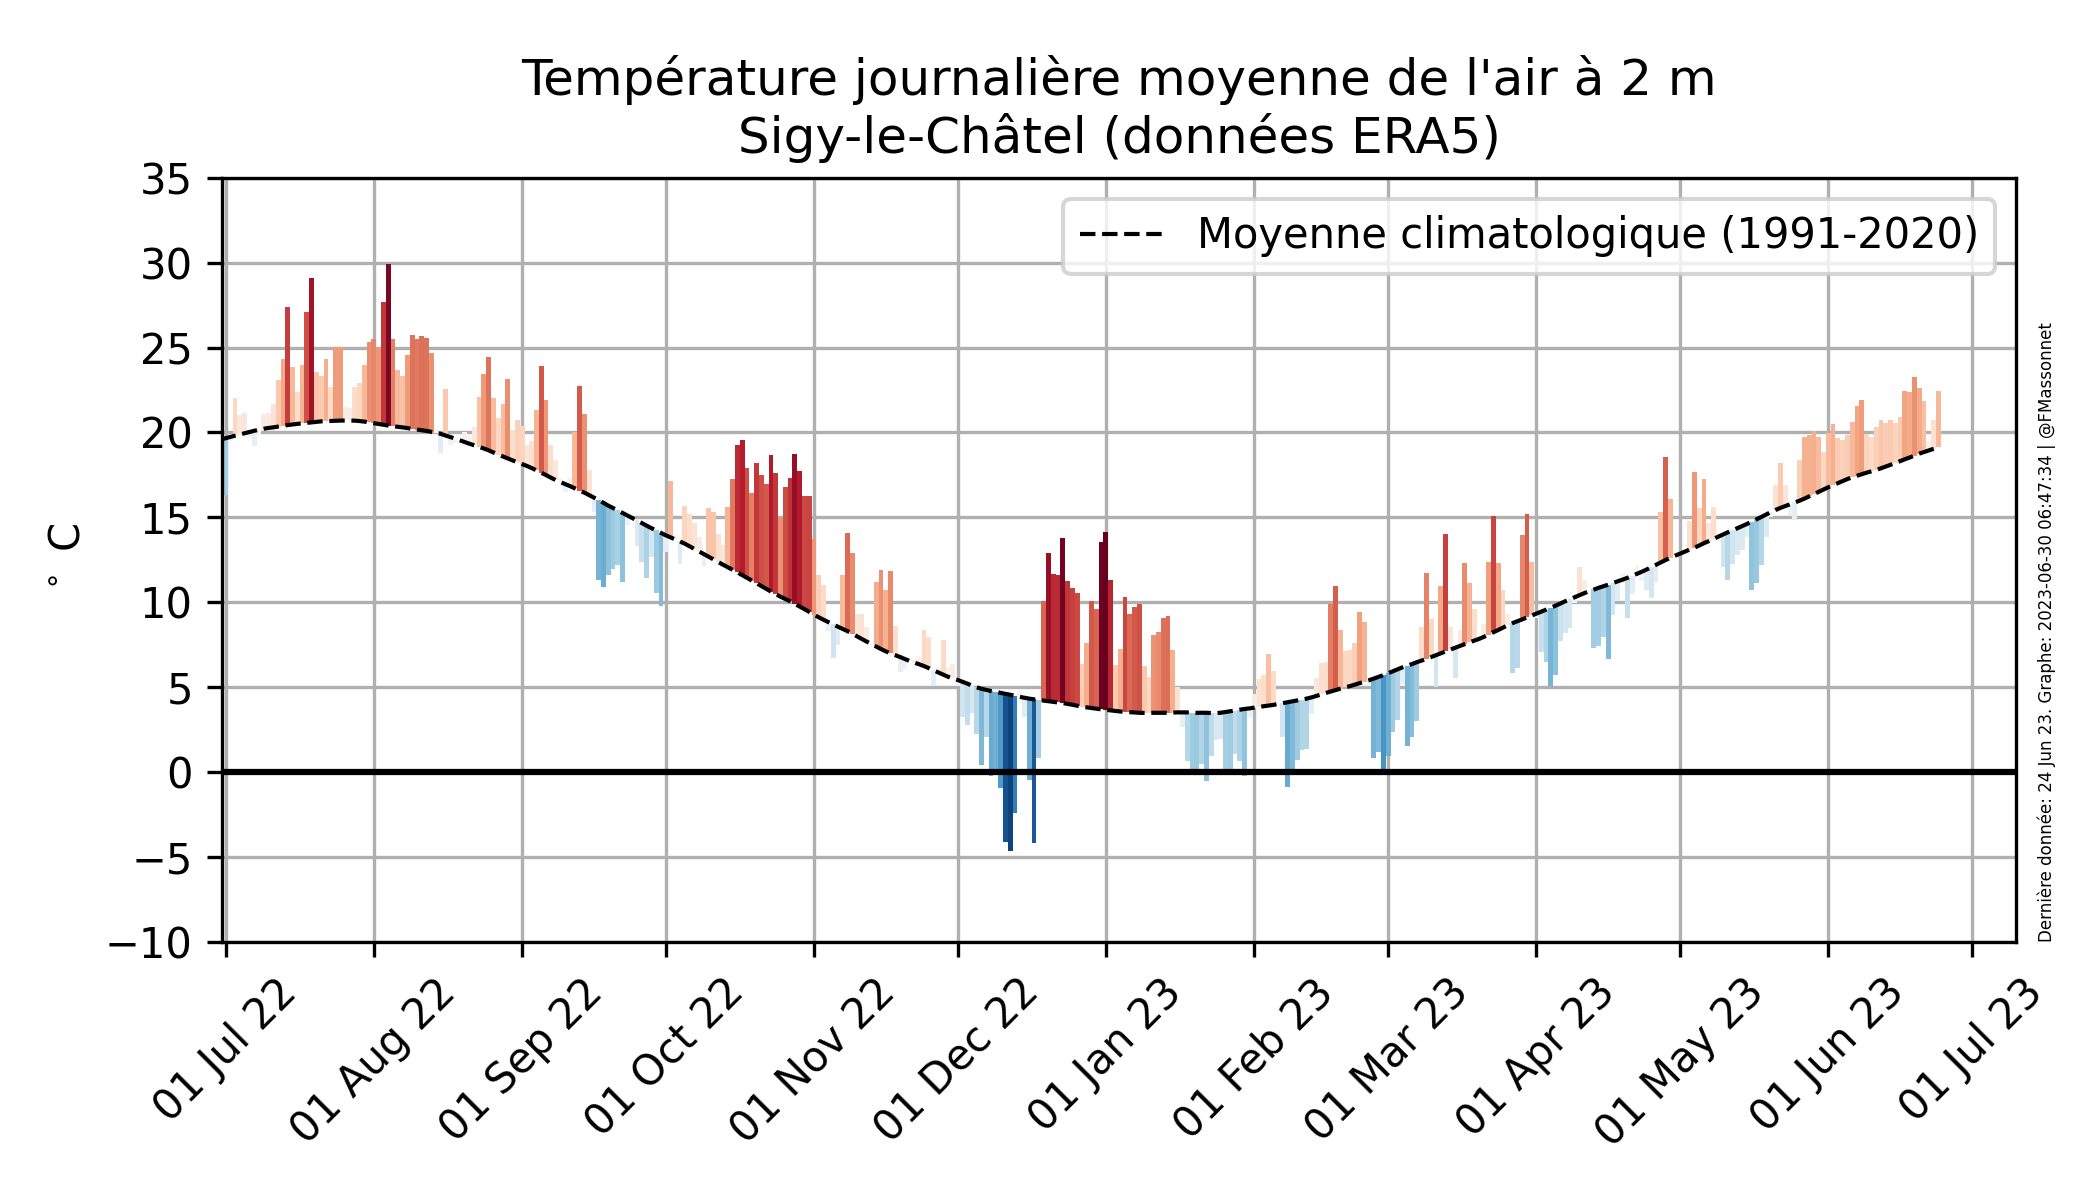 Température journalière moyenne de l'air à 2 m
Sigy-le-Châtel (données ERA5)
35
30
25
20
15
10
5
0
−5
−10
° C
Moyenne climatologique (1991-2020)
01 Jul 22
01 Aug 22
01 Sep 22
01 Oct 22
01 Nov 22
01 Dec 22
01 Jan 23
01 Feb 23
01 Mar 23
01 Apr 23
01 May 23
01 Jun 23
01 Jul 23
Dernière donnée: 24 Jun 23. Graphe: 2023-06-30 06:47:34 | @FMassonnet